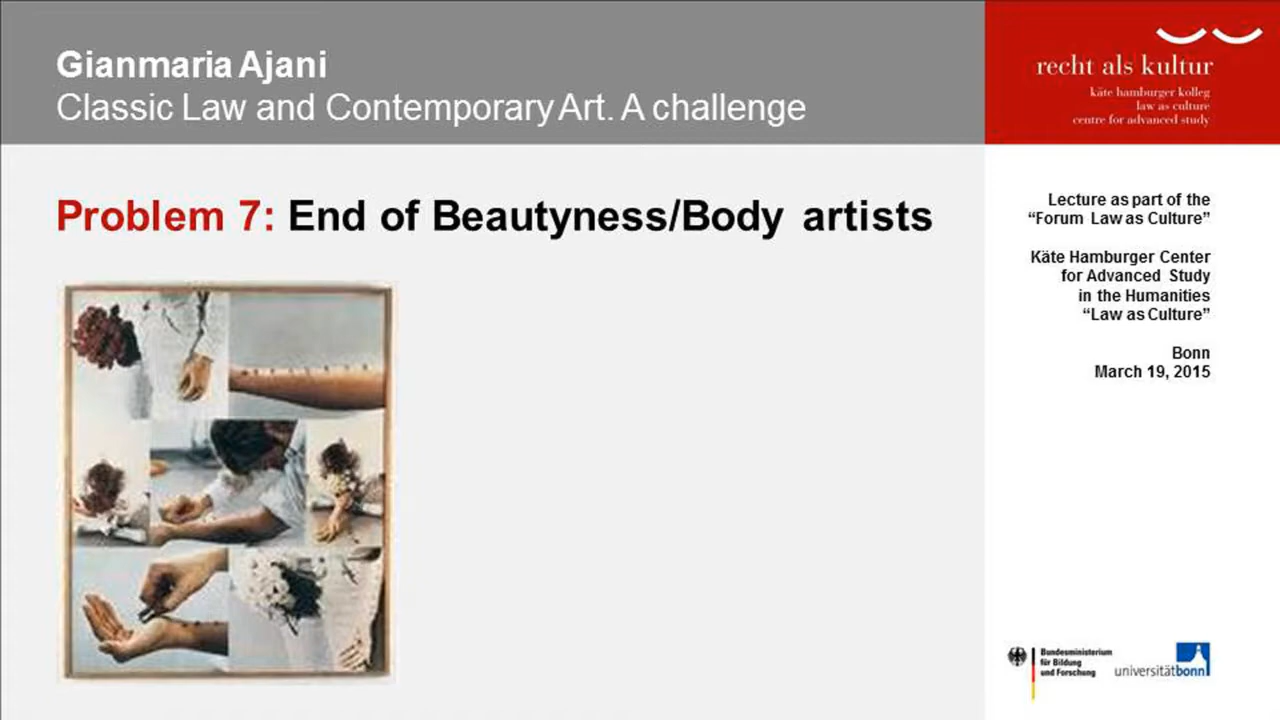 Gianmaria Ajani
Classic Law and Contemporary Art. A challenge
recht als kultur
käte hamburger kolleg
law as culture
centre for advanced study
Problem 7: End of Beautyness/Body artists
Lecture as part of the
“Forum Law as Culture”
Käte Hamburger Center
for Advanced Study
in the Humanities
“Law as Culture”
Bonn
March 19, 2015
Bundesministerium
für Bildung
und Forschung
universitätbonn